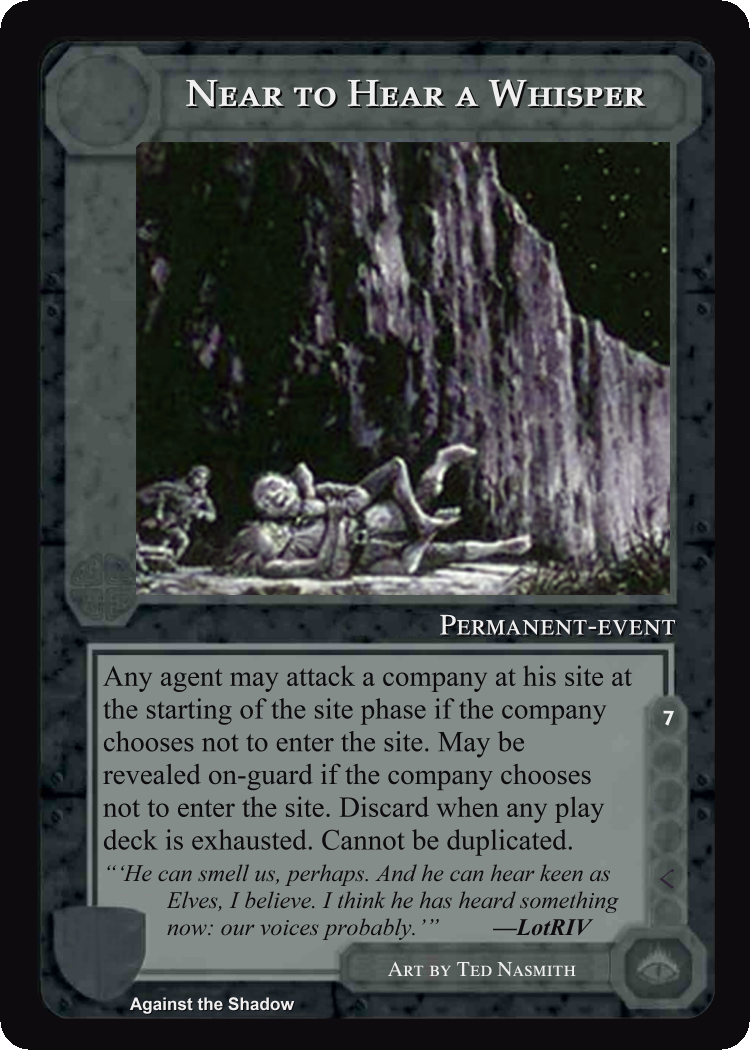 Near to Hear a Whisper
Permanent-event
Any agent may attack a company at his site at
the starting of the site phase if the company
chooses not to enter the site. May be
revealed on-guard if the company chooses
not to enter the site. Discard when any play
deck is exhausted. Cannot be duplicated.
7
“‘He can smell us, perhaps. And he can hear keen as
Elves, I believe. I think he has heard something
now: our voices probably.’” —LotRIV
Art by Ted Nasmith
Against the Shadow